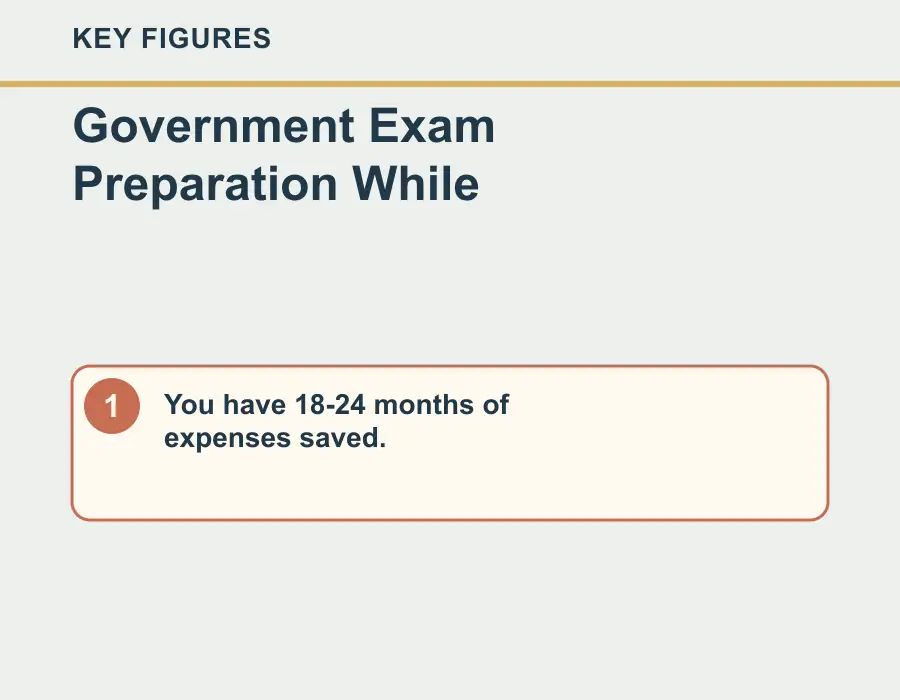 KEY FIGURES
Government Exam
Preparation While
1
You have 18-24 months of
expenses saved.